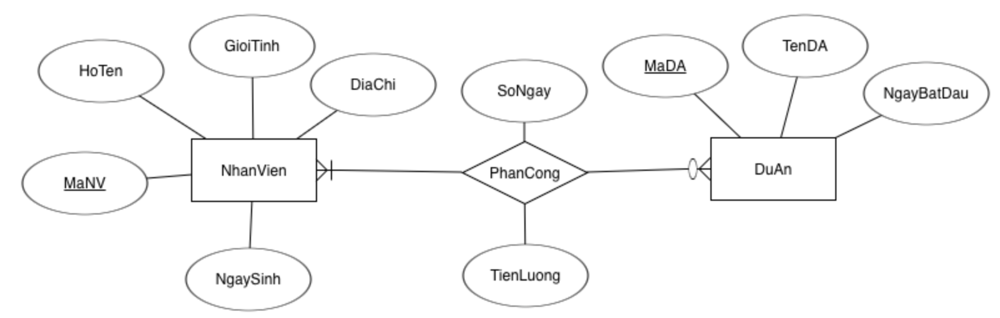 GioiTinh
TenDA
HoTen
MaDA
DiaChi
SoNgay
NgayBatDau
NhanVien
PhanCong
DuAn
MaNV
NgaySinh
TienLuong